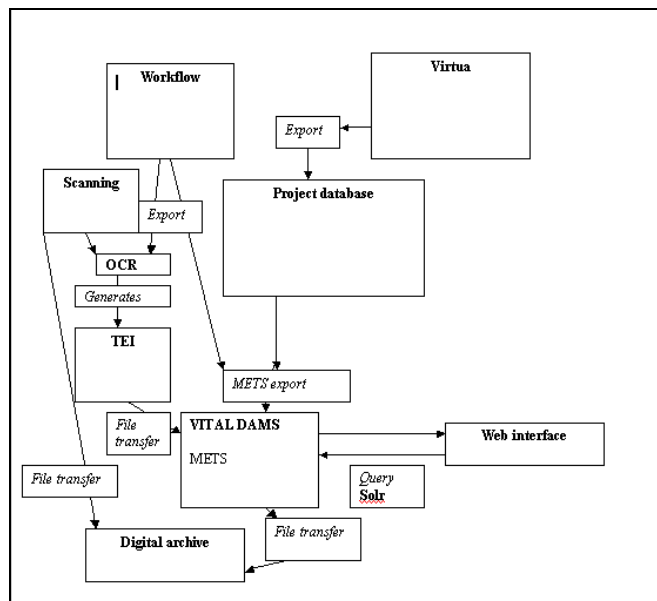 Workflow
Virtua
Export
Scanning
Project database
Export
OCR
Generates
TEI
METS export
File
transfer
VITAL DAMS
METS
Web interface
File transfer
Query
Solr
Digital archive
File transfer